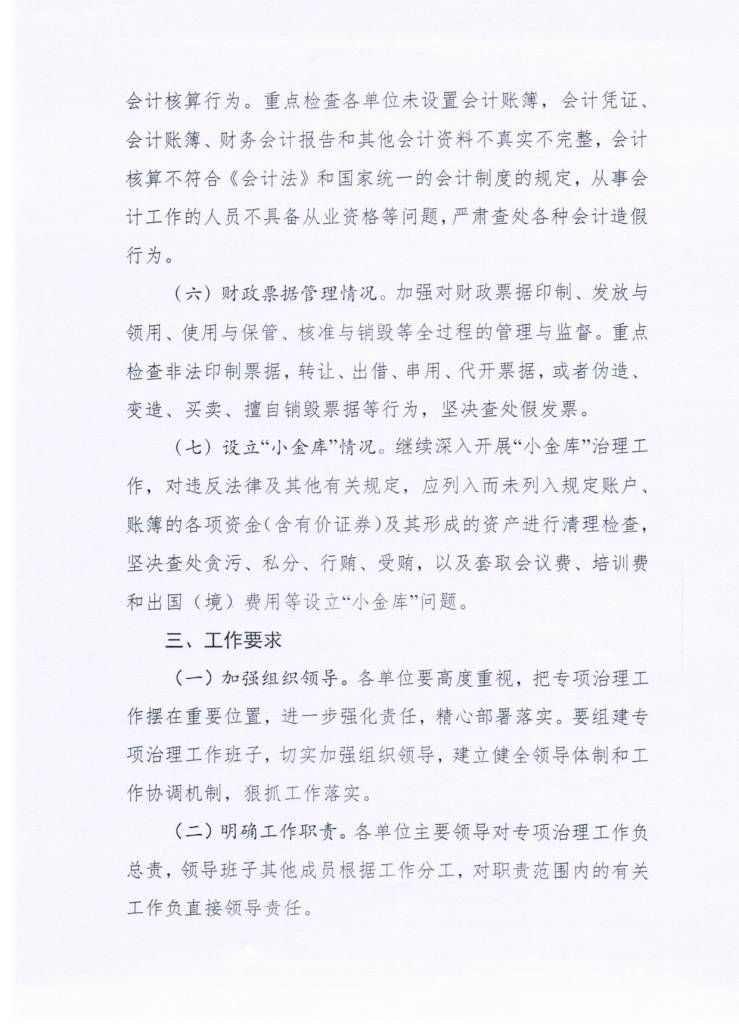 会计核算行为。重点检查各单位未设置会计账簿，会计凭证、
会计账簿、财务会计报告和其他会计资料不真实不完整，会计
核算不符合《会计法》和国家统一的会计制度的规定，从事会
计工作的人员不具备从业资格等问题，严肃查处各种会计造假
行为。
（六）财政票据管理情况。加强对财政票据印制、发放与
领用、使用与保管、核准与销毁等全过程的管理与监督。重点
检查非法印制票据，转让、出借、串用、代开票据，或者伪造、
变造、买卖、擅自销毁票据等行为，坚决查处假发票。
（七）设立“小金库”情况。继续深入开展“小金库”治理工
作，对违反法律及其他有关规定，应列入而未列入规定账户、
账簿的各项资金（含有价证券）及其形成的资产进行清理检查，
坚决查处贪污、私分、行贿、受贿，以及套取会议费、培训费
和出国（境）费用等设立“小金库”问题。
三、工作要求
（一）加强组织领导。各单位要高度重视，把专项治理工
作摆在重要位置，进一步强化责任，精心部署落实。要组建专
项治理工作班子，切实加强组织领导，建立健全领导体制和工
作协调机制，狠抓工作落实。
（二）明确工作职责。各单位主要领导对专项治理工作负
总责，领导班子其他成员根据工作分工，对职责范围内的有关
工作负直接领导责任。